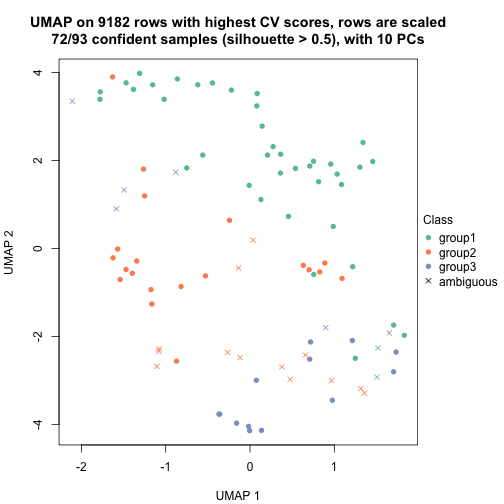 UMAP on 9182 rows with highest CV scores, rows are scaled
72/93 confident samples (silhouette > 0.5), with 10 PCs
4
2
0
-2
-4
UMAP 2
-2
-1
0
1
UMAP 1
Class
group1
group2
group3
ambiguous